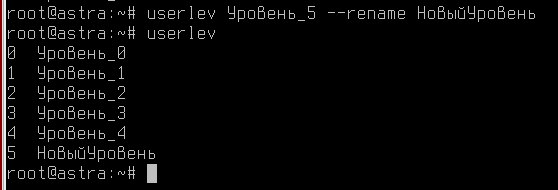 root@astra:~# userlev Уровень_5 --rename НовыйУровень
root@astra:~# userlev
0 Уровень_0
1 Уровень_1
2 Уровень_2
3 Уровень_3
4 Уровень_4
5 НовыйУровень
root@astra:~#